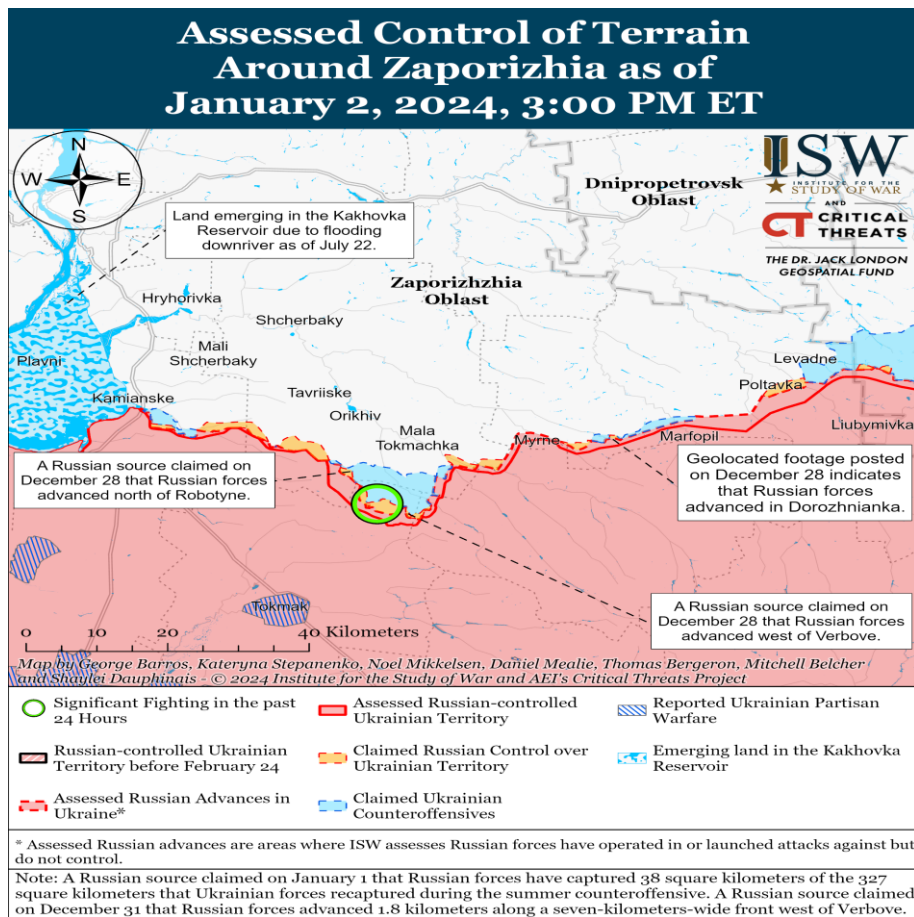 Assessed Control of Terrain
Around Zaporizhia as of
January 2, 2024, 3:00 PM ET
N
W
E
S
ISW
INSTITUTE FOR THE
STUDY OF WAR
AND
CT CRITICAL
THREATS
THE DR. JACK LONDON
GEOSPATIAL FUND
Dnipropetrovsk
Oblast
Land emerging in the Kakhovka
Reservoir due to flooding
downriver as of July 22.
Zaporizhzhia
Oblast
Hryhorivka
Shcherbaky
Mali
Shcherbaky
Plavni
Levadne
Tavriiske
Poltavka
Kamianske
Orikhiv
Mala
Tokmachka
Myrne
Marfopil
Liubymivka
A Russian source claimed on
December 28 that Russian forces
advanced north of Robotyne.
Geolocated footage posted
on December 28 indicates
that Russian forces
advanced in Dorozhnianka.
A Russian source claimed on
December 28 that Russian forces
advanced west of Verbove.
Tokmak
0 10 20 40 Kilometers
Map by George Barros, Kateryna Stepanenko, Noel Mikkelsen, Daniel Mealie, Thomas Bergeron, Mitchell Belcher
and Shaylei Dauphinais - © 2024 Institute for the Study of War and AEI's Critical Threats Project
Significant Fighting in the past
24 Hours
Assessed Russian-controlled
Ukrainian Territory
Reported Ukrainian Partisan
Warfare
Russian-controlled Ukrainian
Territory before February 24
Claimed Russian Control over
Ukrainian Territory
Emerging land in the Kakhovka
Reservoir
Assessed Russian Advances in
Ukraine*
Claimed Ukrainian
Counteroffensives
* Assessed Russian advances are areas where ISW assesses Russian forces have operated in or launched attacks against but
do not control.
Note: A Russian source claimed on January 1 that Russian forces have captured 38 square kilometers of the 327
square kilometers that Ukrainian forces recaptured during the summer counteroffensive. A Russian source claimed
on December 31 that Russian forces advanced 1.8 kilometers along a seven-kilometers-wide front west of Verbove.